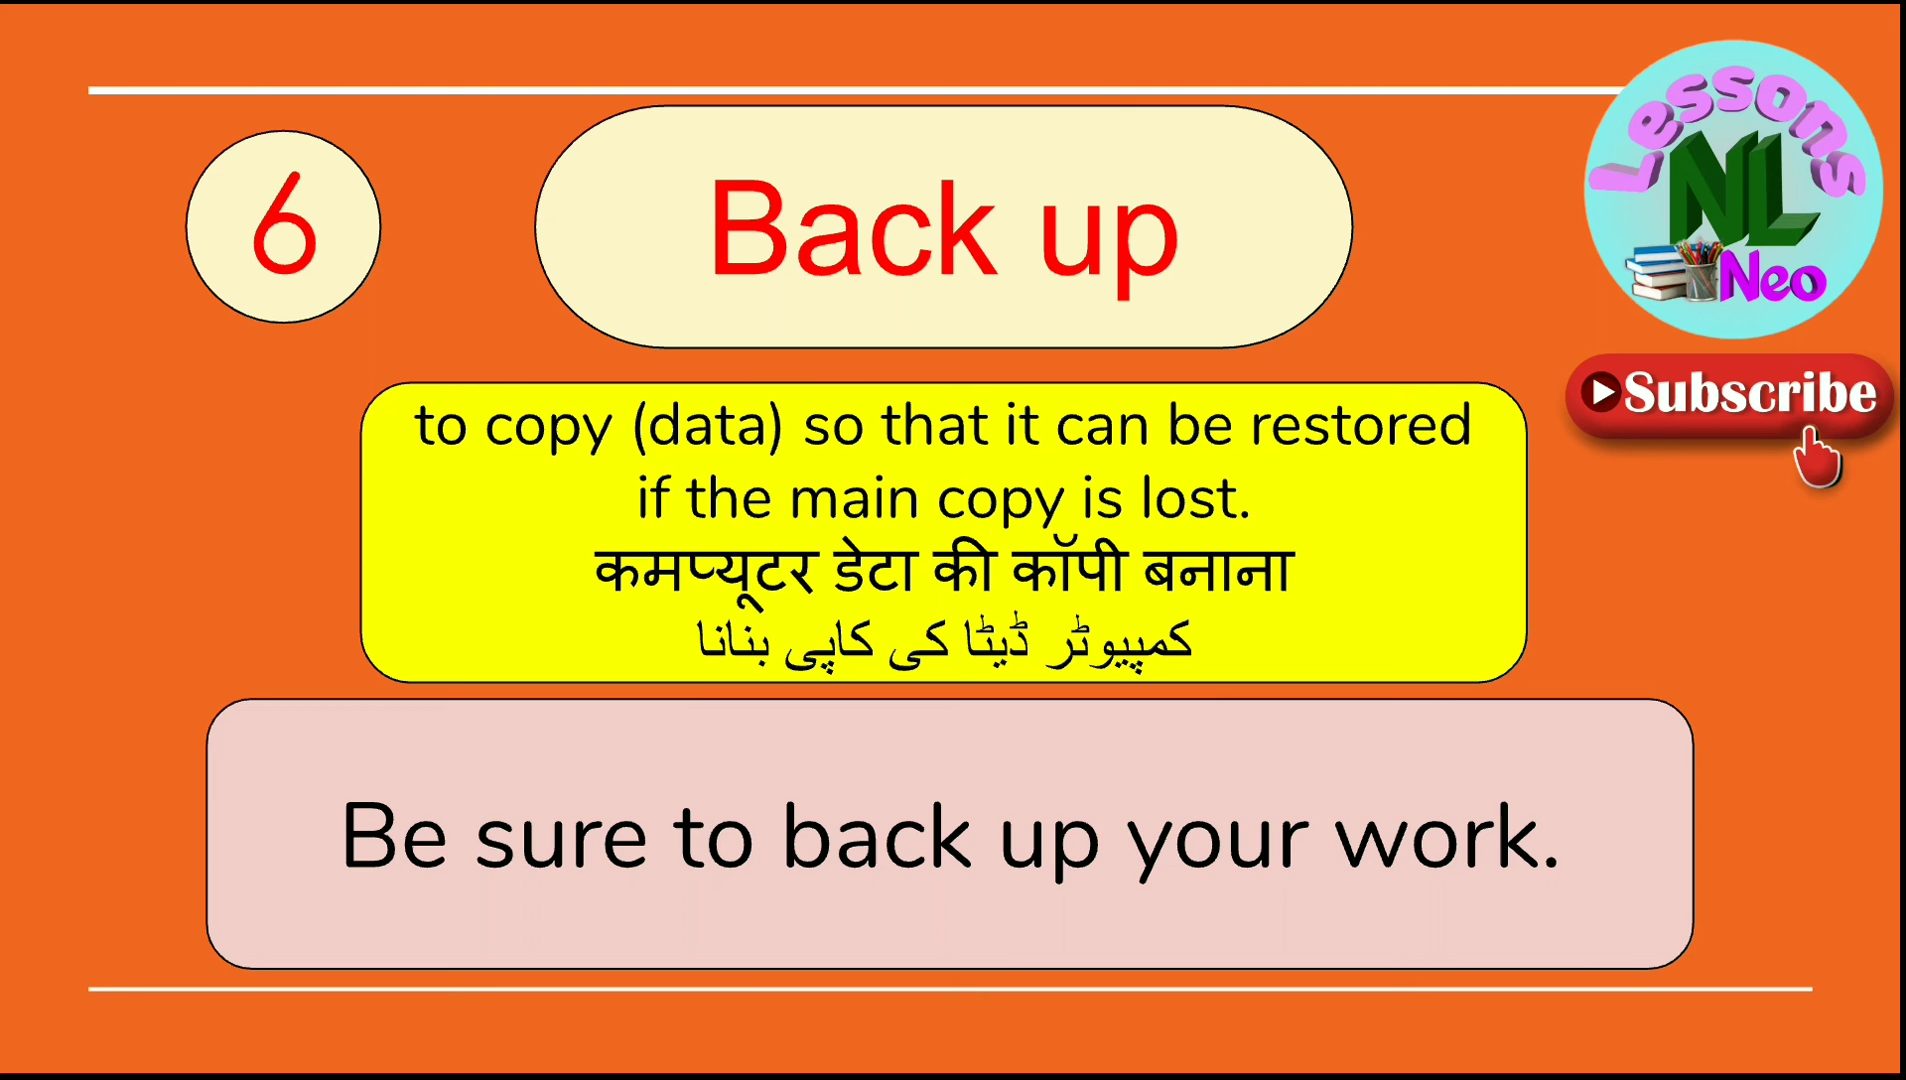 6
Back up
Lessons
NL
Neo
Subscribe
to copy (data) so that it can be restored
if the main copy is lost.
कमप्यूटर डेटा की कॉपी बनाना
کمپیوٹر ڈیٹا کی کاپی بنانا
Be sure to back up your work.